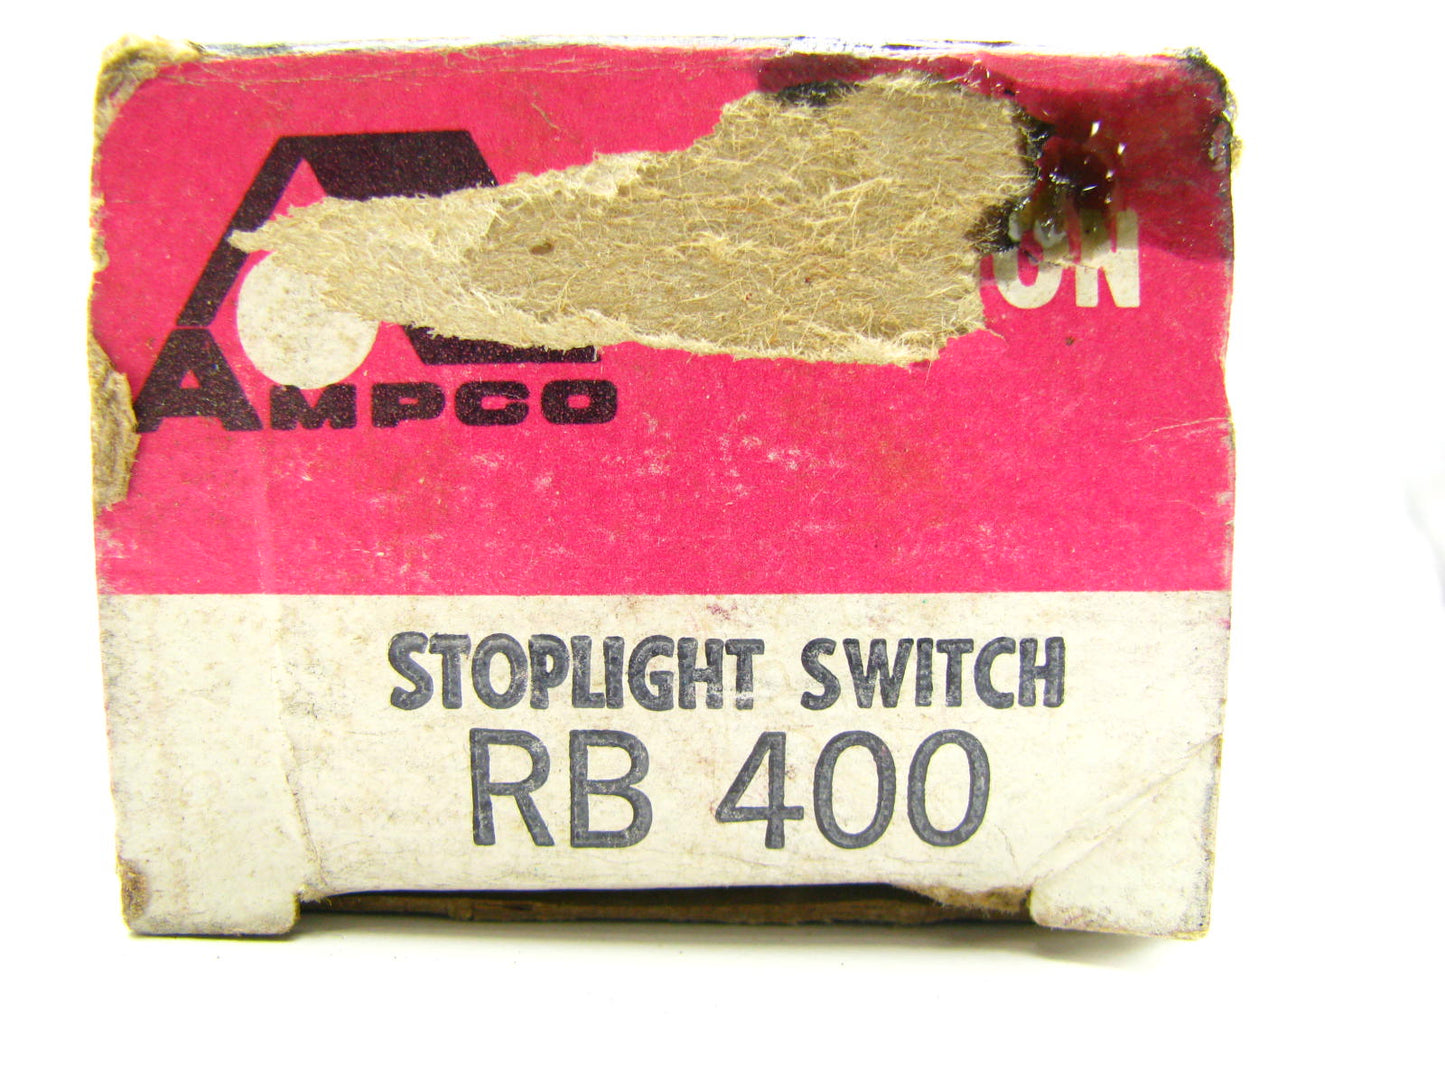 AMPCO
STOPLIGHT SWITCH
RB 400